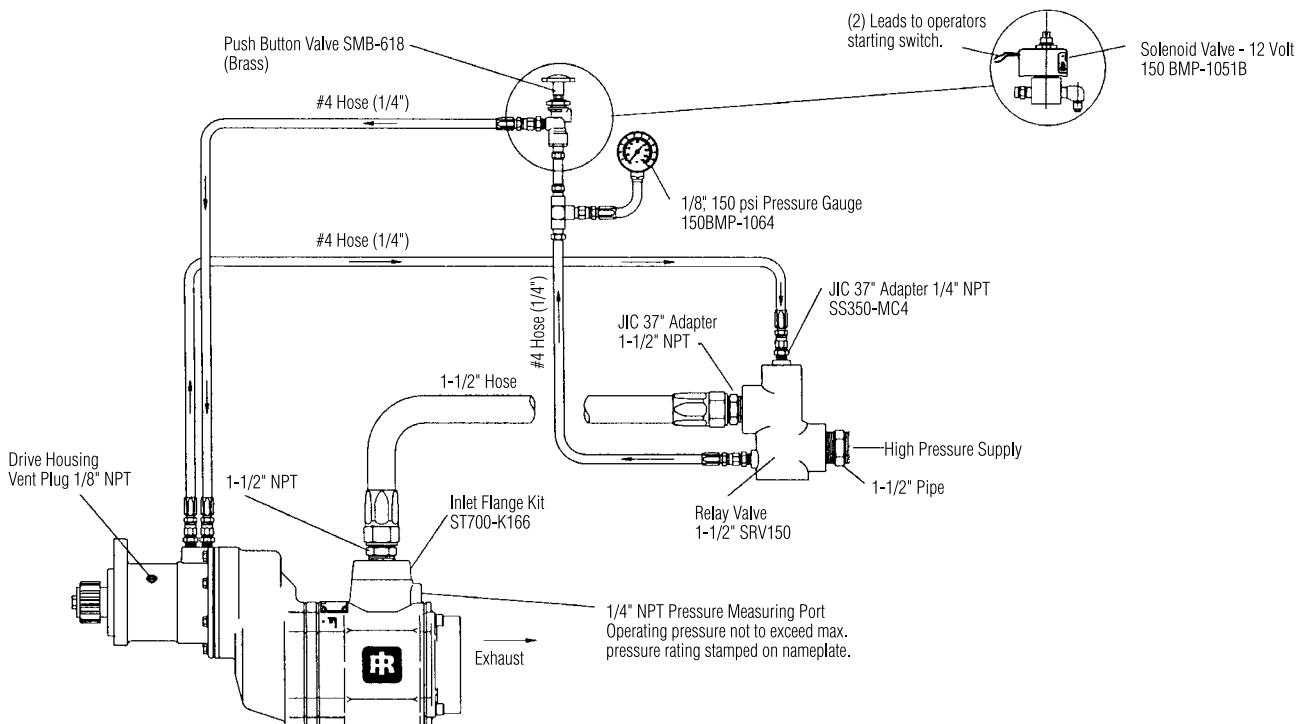 (2) Leads to operators
starting switch.
Solenoid Valve - 12 Volt
150 BMP-1051B
Push Button Valve SMB-618
(Brass)
#4 Hose (1/4")
1/8", 150 psi Pressure Gauge
150BMP-1064
#4 Hose (1/4")
#4 Hose (1/4")
JIC 37" Adapter 1/4" NPT
SS350-MC4
JIC 37" Adapter
1-1/2" NPT
1-1/2" Hose
High Pressure Supply
1-1/2" Pipe
Drive Housing
Vent Plug 1/8" NPT
1-1/2" NPT
Inlet Flange Kit
ST700-K166
Relay Valve
1-1/2" SRV150
1/4" NPT Pressure Measuring Port
Operating pressure not to exceed max.
pressure rating stamped on nameplate.
IR
Exhaust